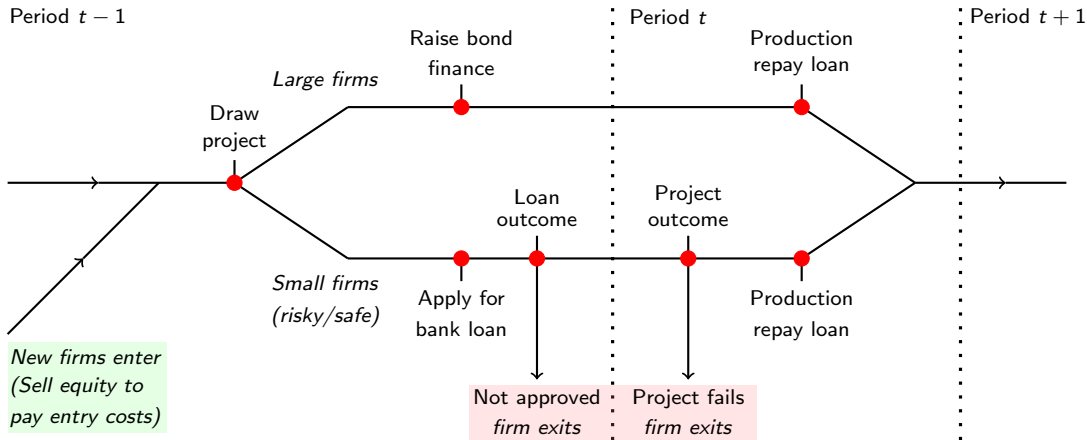 Period t − 1
Period t
Period t + 1
Raise bond
finance
Production
repay loan
Large firms
Draw
project
Loan
outcome
Project
outcome
Small firms
(risky/safe)
Apply for
bank loan
Production
repay loan
New firms enter
(Sell equity to
pay entry costs)
Not approved
firm exits
Project fails
firm exits